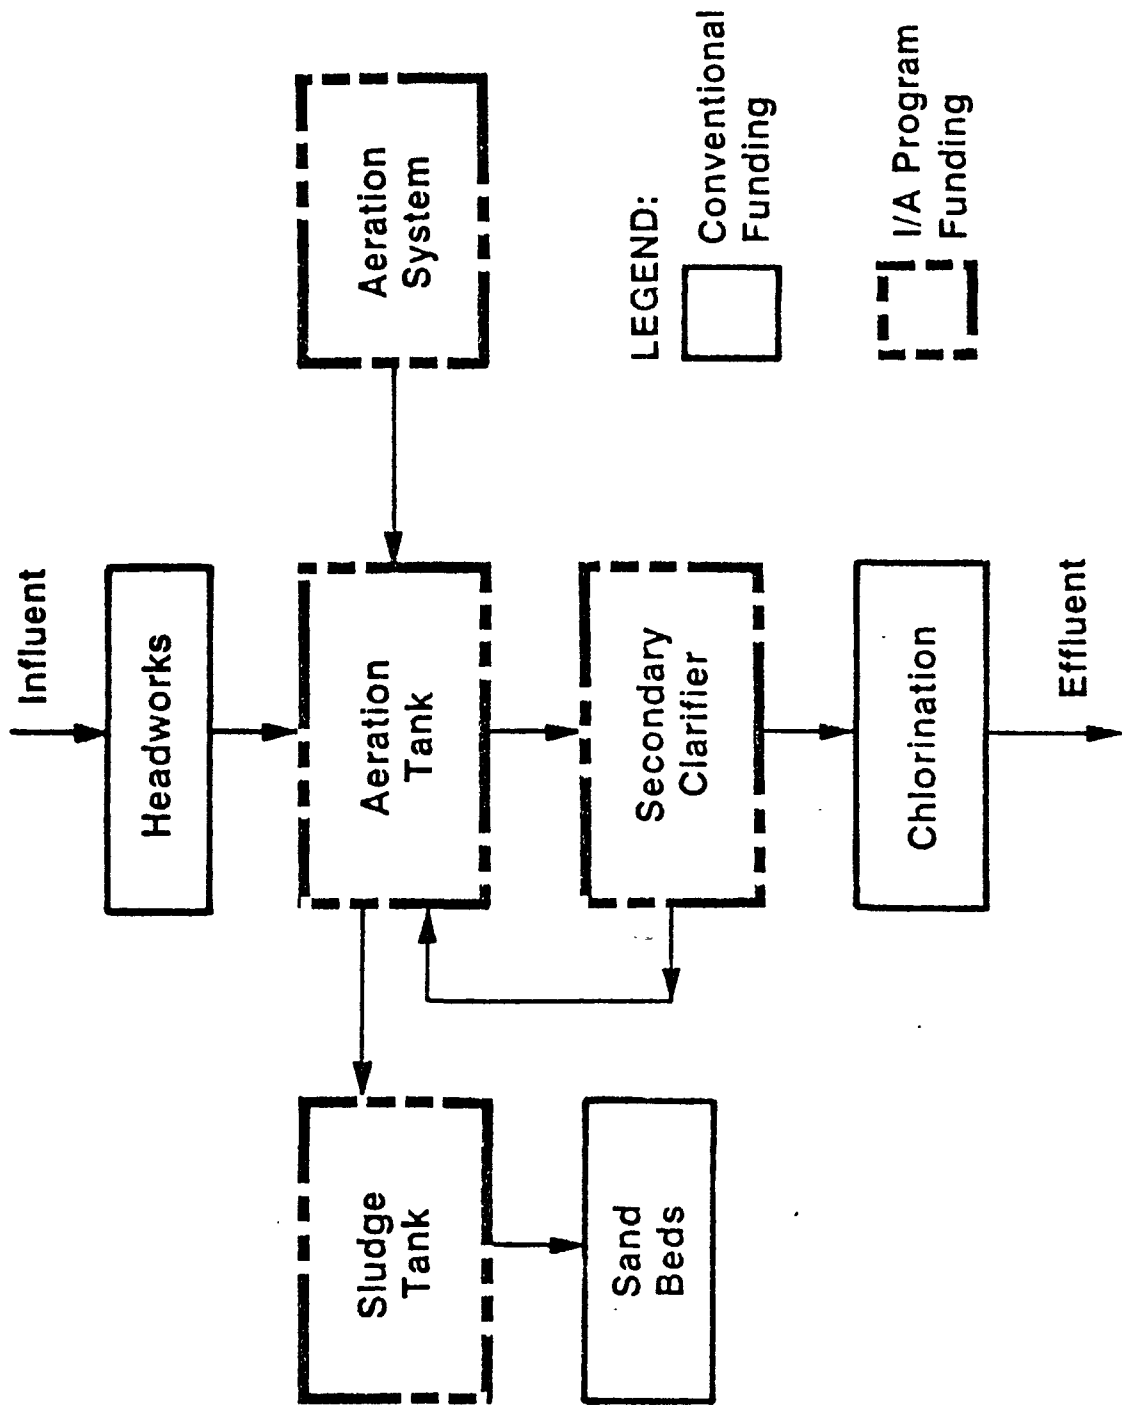 Influent
Headworks
Aeration
Tank
Aeration
System
Secondary
Clarifier
Chlorination
Effluent
Sludge
Tank
Sand
Beds
LEGEND:
Conventional
Funding
I/A Program
Funding